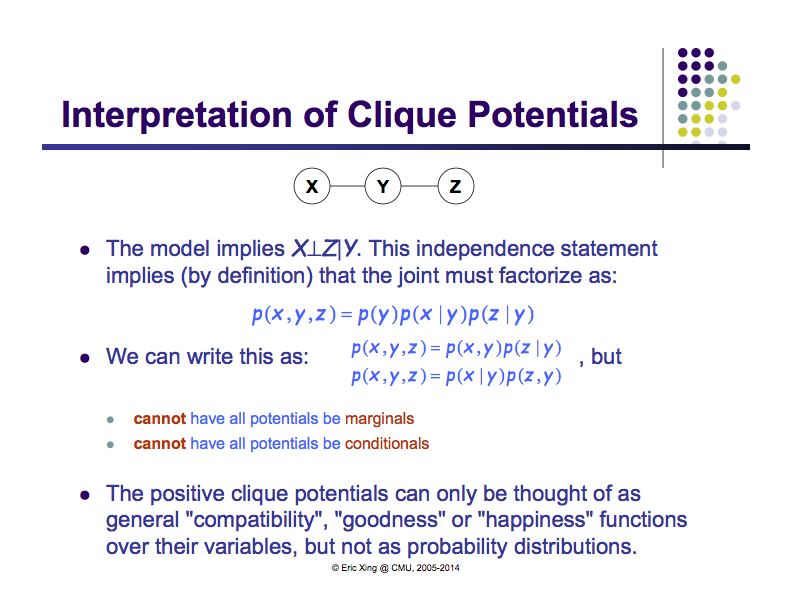 Interpretation of Clique Potentials
X Y Z
● The model implies X⊥Z|Y. This independence statement
implies (by definition) that the joint must factorize as:
p(x,y,z) = p(y)p(x|y)p(z|y)
● We can write this as: p(x,y,z) = p(x,y)p(z|y) , but
p(x,y,z) = p(x|y)p(z,y)
● cannot have all potentials be marginals
● cannot have all potentials be conditionals
● The positive clique potentials can only be thought of as
general "compatibility", "goodness" or "happiness" functions
over their variables, but not as probability distributions.
© Eric Xing @ CMU, 2005-2014